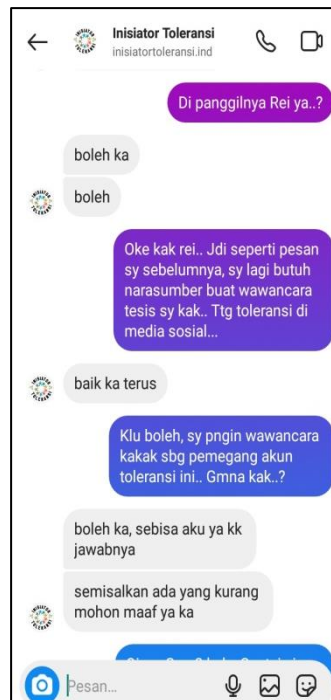 Inisiator Toleransi
inisiatortoleransi.ind
Di panggilnya Rei ya..?
boleh ka
boleh
Oke kak rei.. Jdi seperti pesan
sy sebelumnya, sy lagi butuh
narasumber buat wawancara
tesis sy kak.. Ttg toleransi di
media sosial...
baik ka terus
Klu boleh, sy pngin wawancara
kakak sbg pemegang akun
toleransi ini.. Gmna kak..?
boleh ka, sebisa aku ya kk
jawabnya
semisalkan ada yang kurang
mohon maaf ya ka
Pesan...